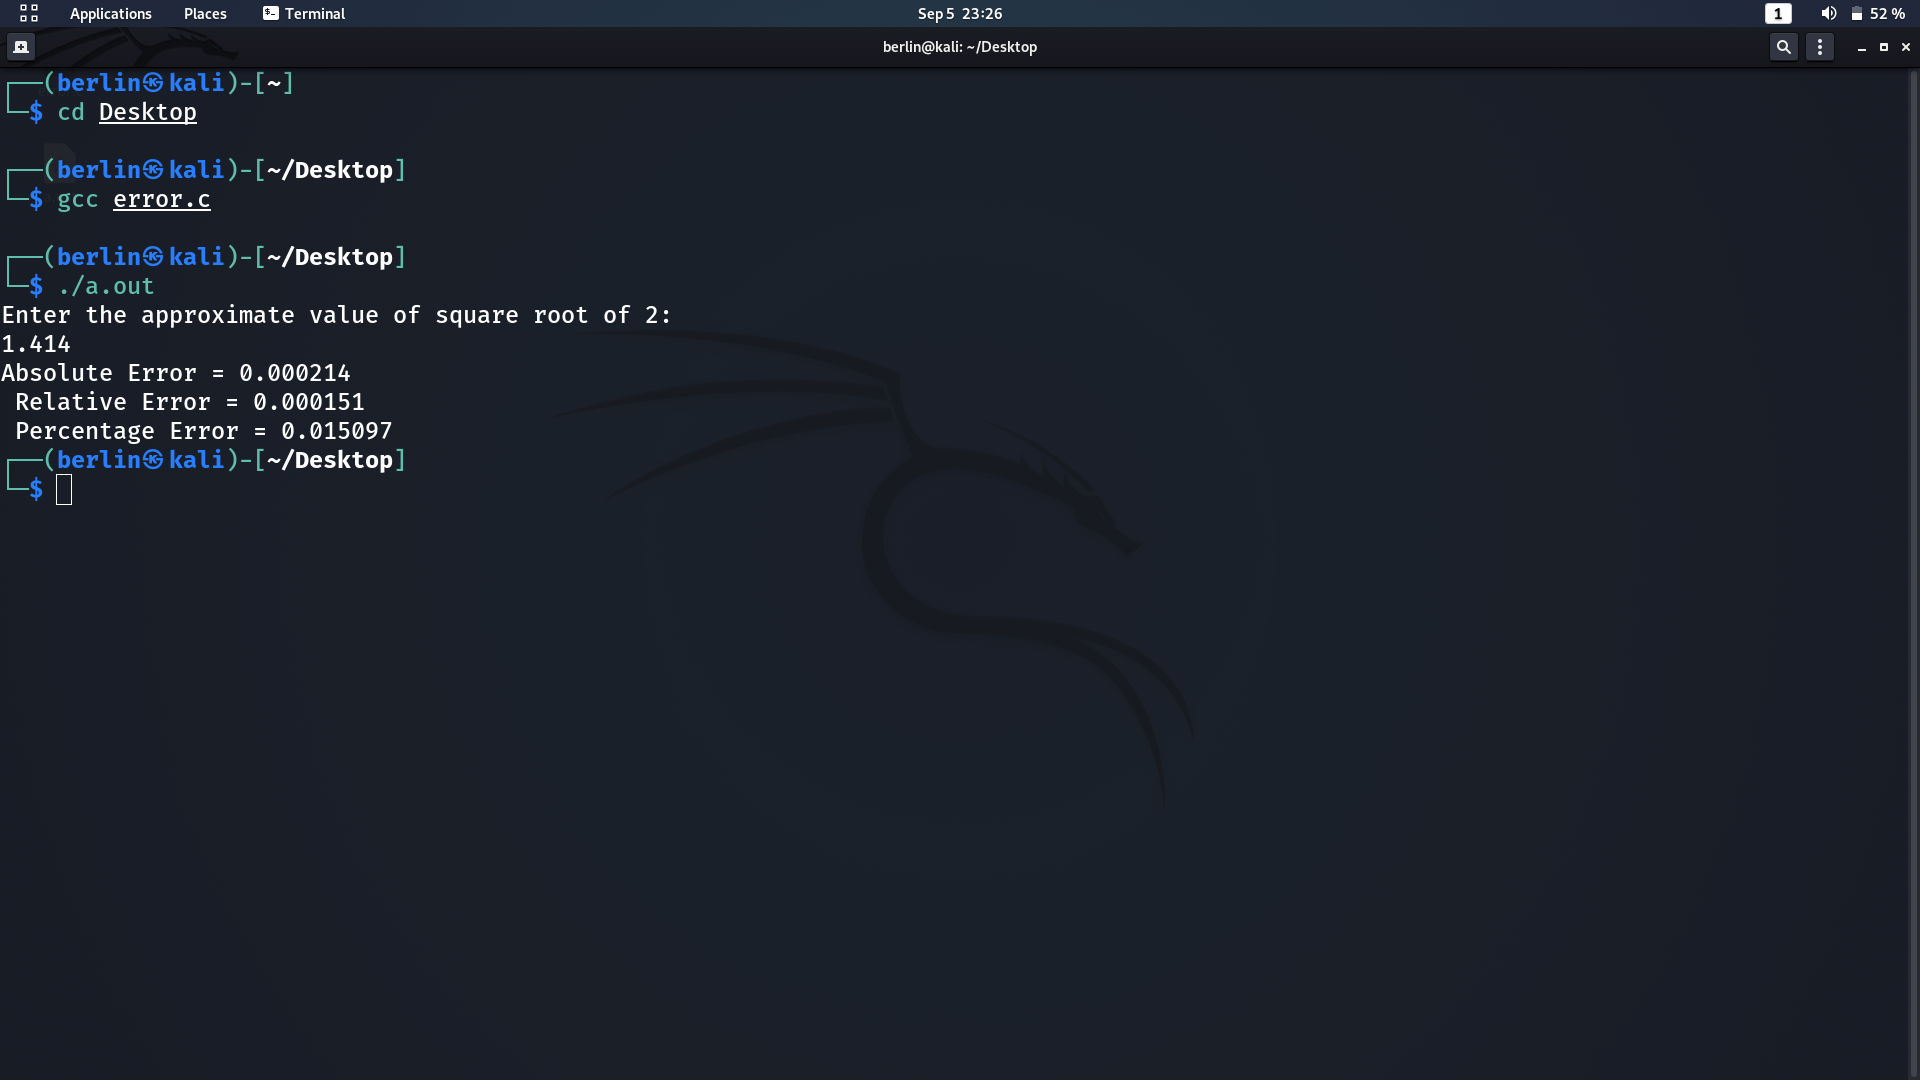 Applications Places Terminal Sep 5 23:26 1 52 %
berlin@kali: ~/Desktop
┌──(berlin㉿kali)-[~]
└─$ cd Desktop
┌──(berlin㉿kali)-[~/Desktop]
└─$ gcc error.c
┌──(berlin㉿kali)-[~/Desktop]
└─$ ./a.out
Enter the approximate value of square root of 2:
1.414
Absolute Error = 0.000214
Relative Error = 0.000151
Percentage Error = 0.015097
┌──(berlin㉿kali)-[~/Desktop]
└─$